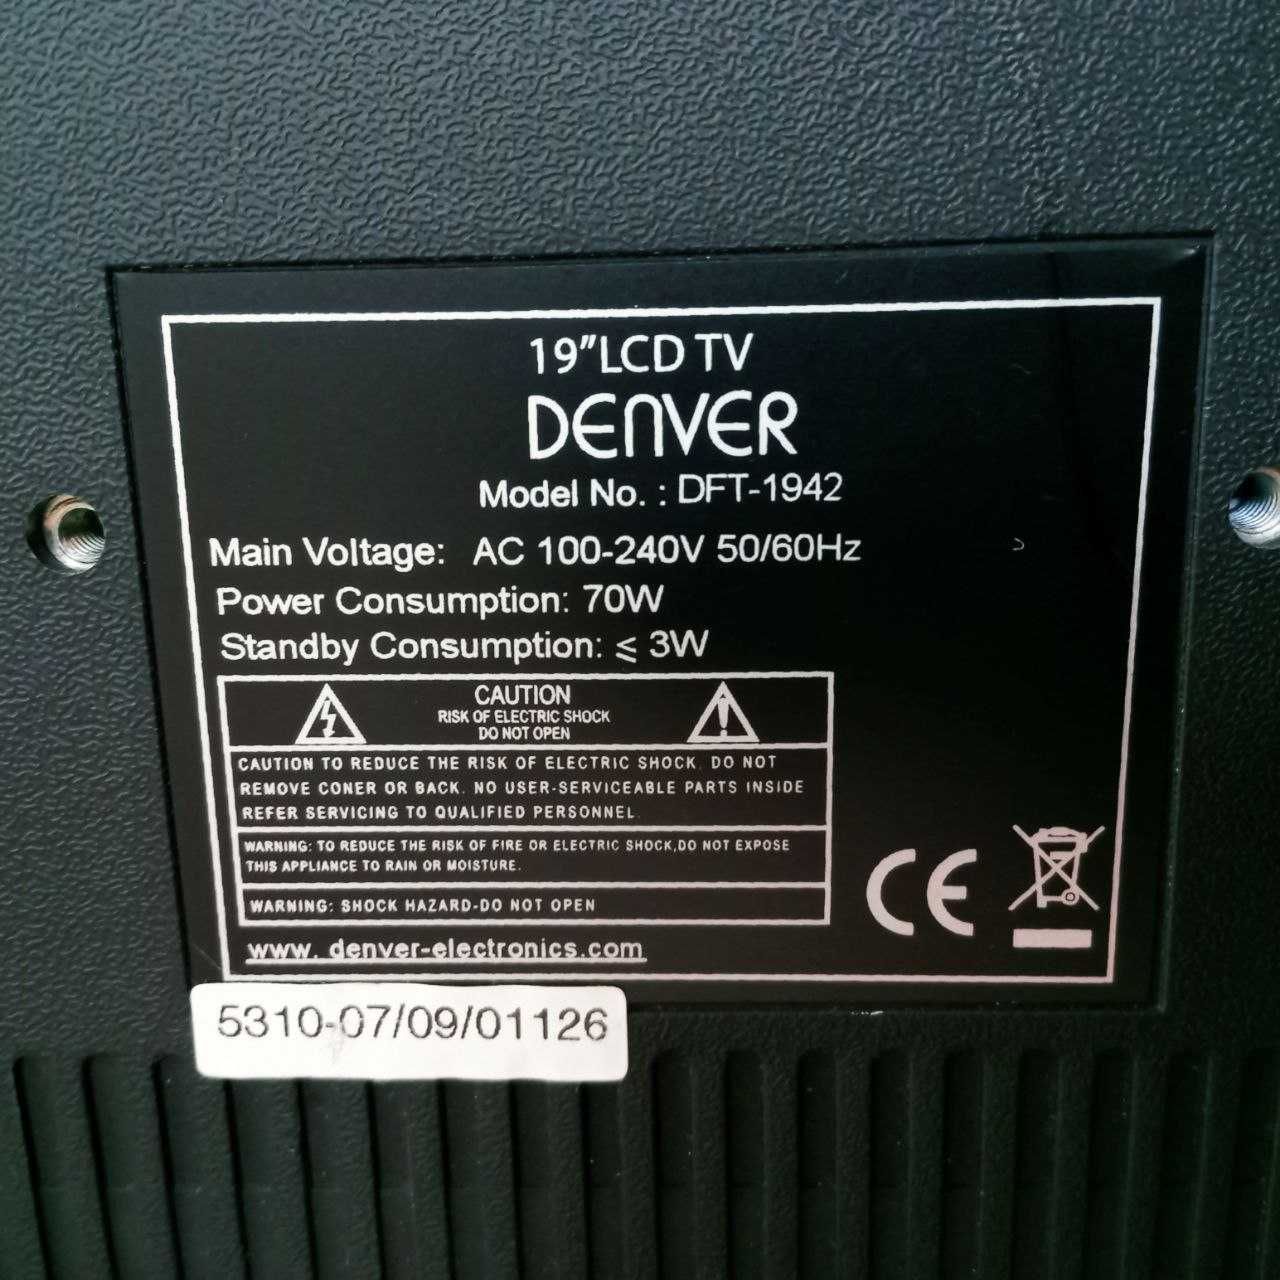 19"LCD TV
DENVER
Model No. : DFT-1942
Main Voltage: AC 100-240V 50/60Hz
Power Consumption: 70W
Standby Consumption: ⩽ 3W
CAUTION
RISK OF ELECTRIC SHOCK
DO NOT OPEN
CAUTION TO REDUCE THE RISK OF ELECTRIC SHOCK. DO NOT
REMOVE CONER OR BACK. NO USER-SERVICEABLE PARTS INSIDE
REFER SERVICING TO QUALIFIED PERSONNEL.
WARNING: TO REDUCE THE RISK OF FIRE OR ELECTRIC SHOCK,DO NOT EXPOSE
THIS APPLIANCE TO RAIN OR MOISTURE.
WARNING: SHOCK HAZARD-DO NOT OPEN
CE
www. denver-electronics.com
5310-07/09/01126